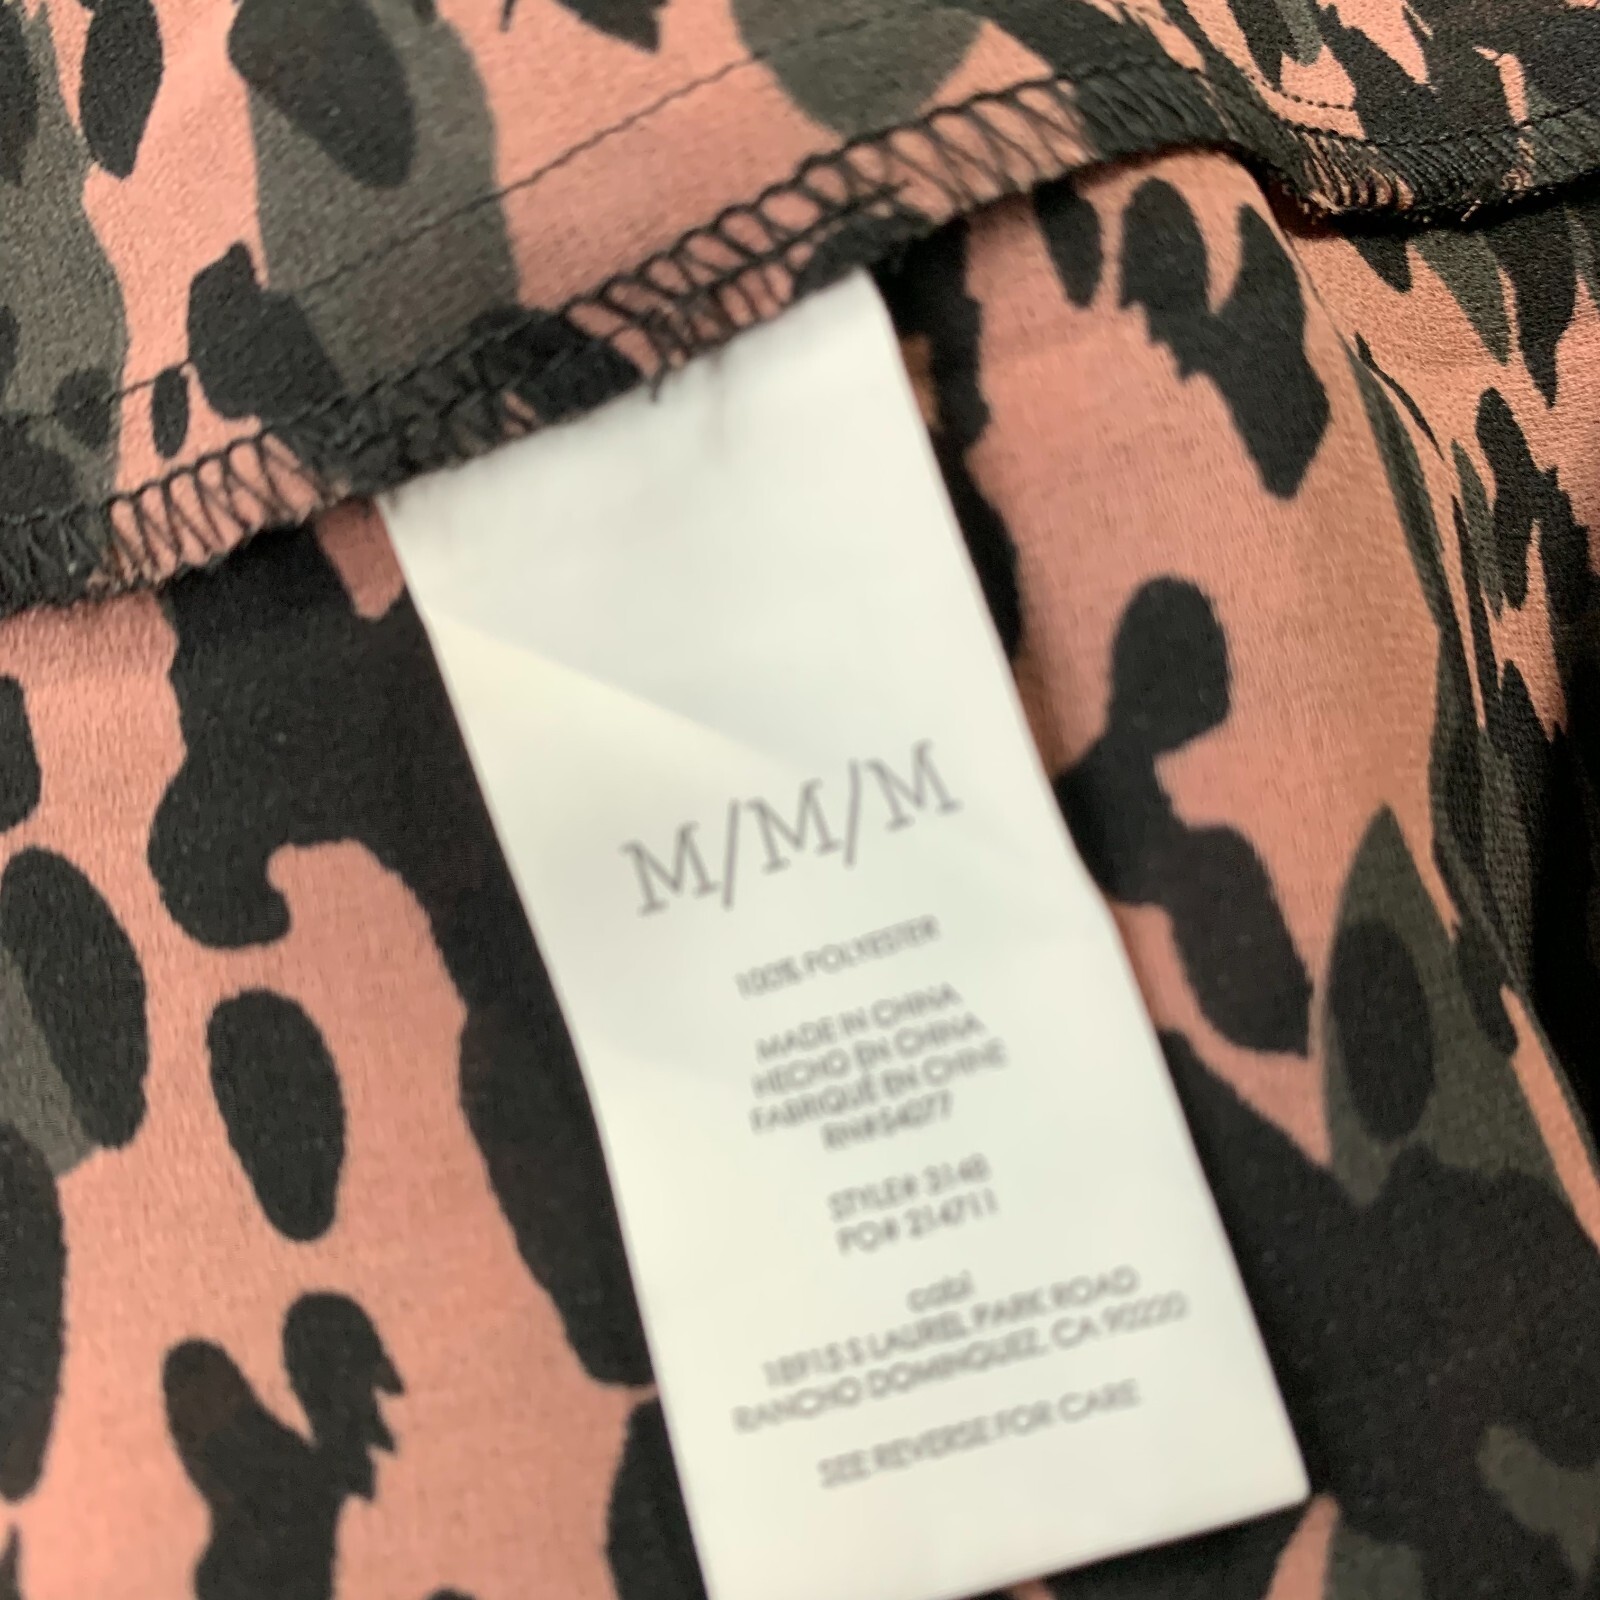 M/M/M
100% POLYESTER
MADE IN CHINA
HECHO EN CHINA
FABRIQUÉ EN CHINE
RN#54077
STYLE# 3148
PO# 214711
cabi
18915 S LAUREL PARK ROAD
RANCHO DOMINQUEZ, CA 90220
SEE REVERSE FOR CARE